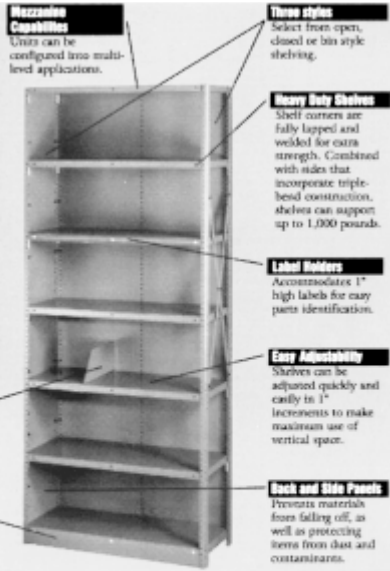 Mezzanine
Capabilities
Units can be
configured into multi-
level applications.
Three styles
Select from open,
closed or bin style
shelving.
Heavy Duty Shelves
Shelf corners are
fully lapped and
welded for extra
strength. Combined
with sides that
incorporate triple-
bend construction,
shelves can support
up to 1,000 pounds.
Label Holders
Accommodates 1"
high labels for easy
parts identification.
Easy Adjustability
Shelves can be
adjusted quickly and
easily in 1"
increments to make
maximum use of
vertical space.
Back and Side Panels
Prevents materials
from falling off, as
well as protecting
items from dust and
contaminants.